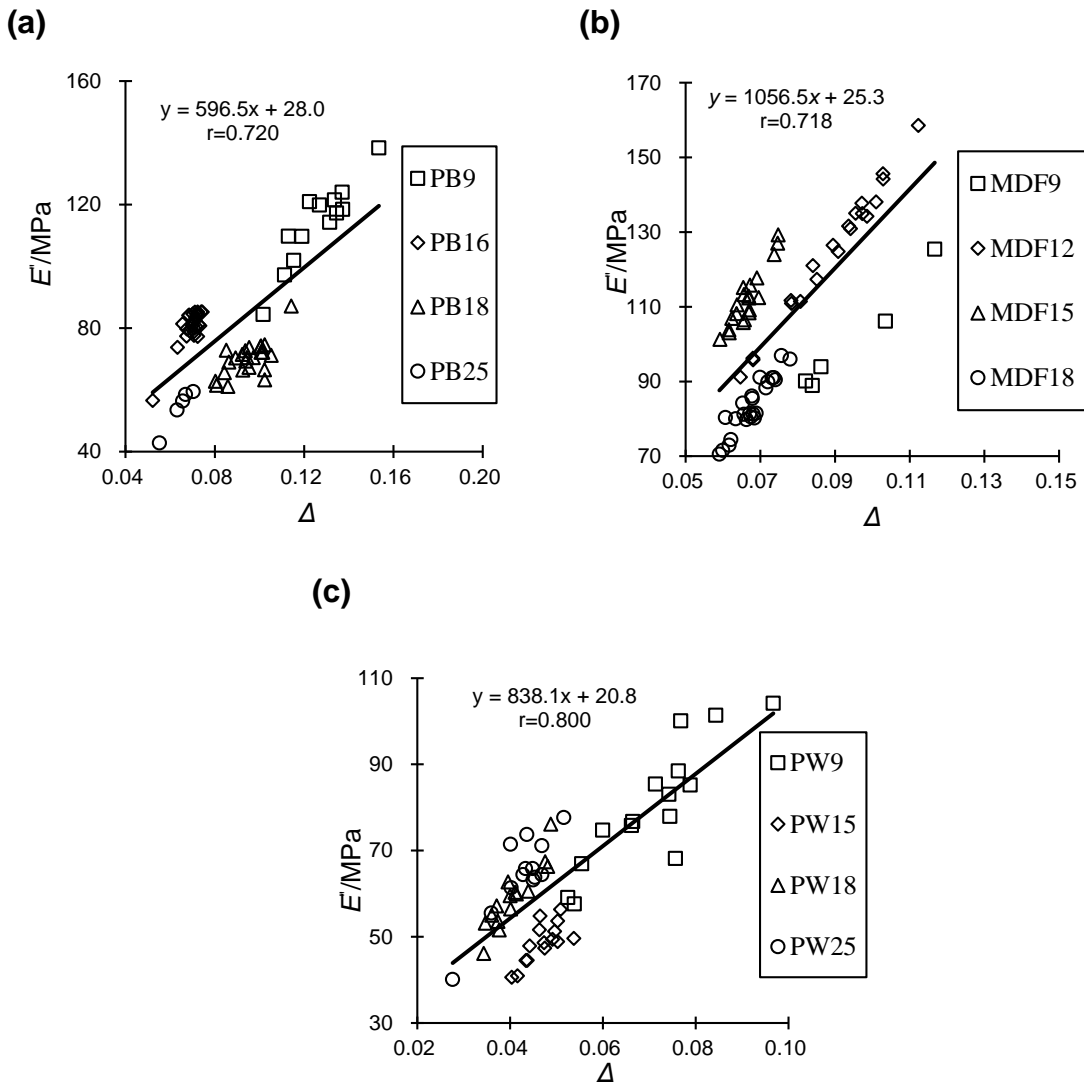 (a)
y = 596.5x + 28.0
r=0.720
E"/MPa
160
120
80
40
0.04
0.08
0.12
0.16
0.20
Δ
PB9
PB16
PB18
PB25
(b)
y = 1056.5x + 25.3
r=0.718
E"/MPa
170
150
130
110
90
70
0.05
0.07
0.09
0.11
0.13
0.15
Δ
MDF9
MDF12
MDF15
MDF18
(c)
y = 838.1x + 20.8
r=0.800
E"/MPa
110
90
70
50
30
0.02
0.04
0.06
0.08
0.10
Δ
PW9
PW15
PW18
PW25